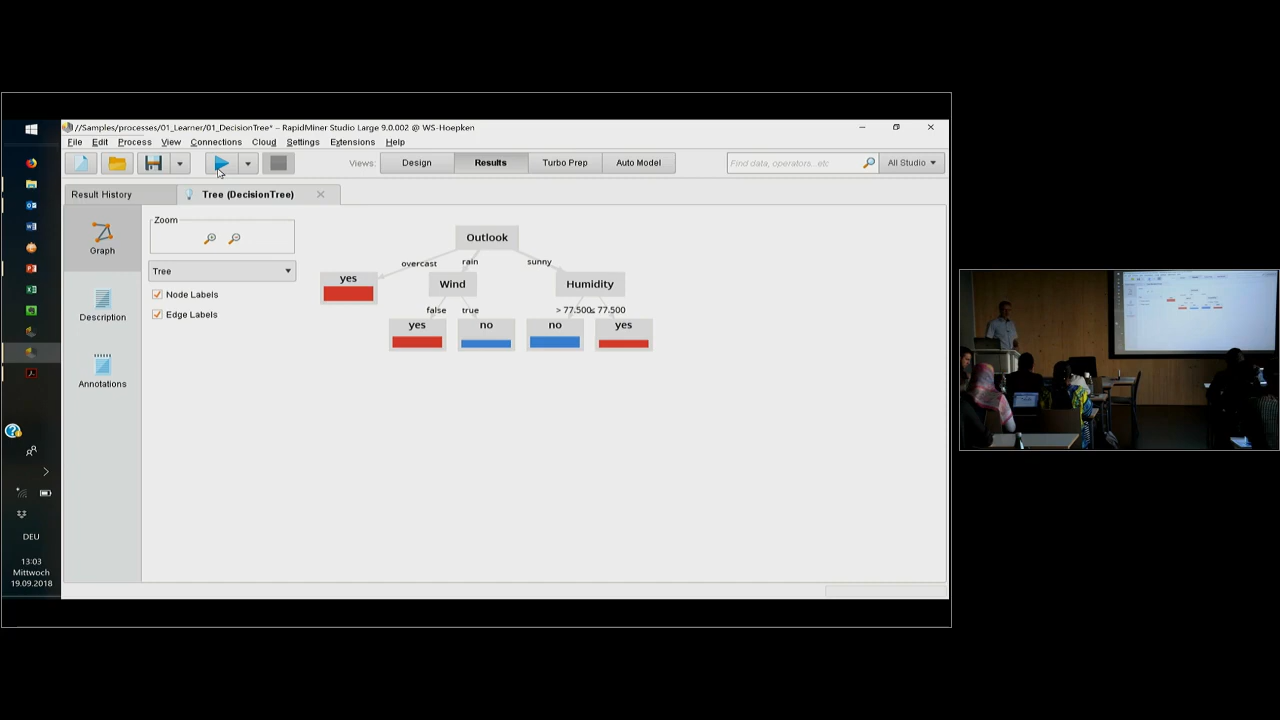 //Samples/processes/01_Learner/01_DecisionTree* – RapidMiner Studio Large 9.0.002 @ WS-Hoepken
File Edit Process View Connections Cloud Settings Extensions Help
Views: Design Results Turbo Prep Auto Model Find data, operators...etc All Studio
Result History Tree (DecisionTree)
Zoom
Graph
Tree
Node Labels
Edge Labels
Description
Annotations
Outlook
overcast rain sunny
yes Wind Humidity
false true > 77.500 ≤ 77.500
yes no no yes
DEU
13:03
Mittwoch
19.09.2018